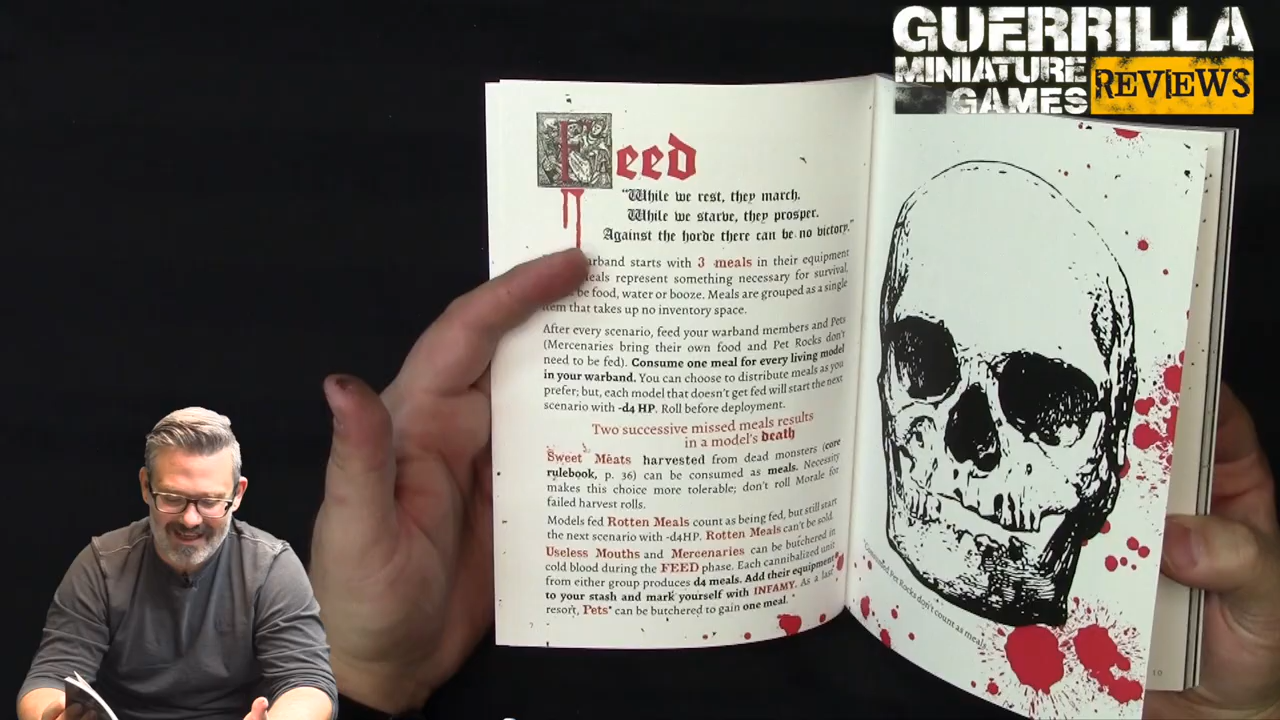 GUERRILLA
MINIATURE
GAMES
REVIEWS
Feed
"While we rest, they march.
While we starve, they prosper.
Against the horde there can be no victory."
arband starts with 3 meals in their equipment
eals represent something necessary for survival,
be food, water or booze. Meals are grouped as a single
item that takes up no inventory space.
After every scenario, feed your warband members and Pets
(Mercenaries bring their own food and Pet Rocks don't
need to be fed). Consume one meal for every living model
in your warband. You can choose to distribute meals as you
prefer; but, each model that doesn't get fed will start the next
scenario with -d4 HP. Roll before deployment.
Two successive missed meals results
in a model's death
Sweet Meats harvested from dead monsters (core
rulebook, p. 36) can be consumed as meals. Necessity
makes this choice more tolerable; don't roll Morale for
failed harvest rolls.
Models fed Rotten Meals count as being fed, but still start
the next scenario with -d4HP. Rotten Meals can't be sold.
Useless Mouths and Mercenaries can be butchered in
cold blood during the FEED phase. Each cannibalized unit
from either group produces d4 meals. Add their equipment
to your stash and mark yourself with INFAMY. As a last
resort, Pets* can be butchered to gain one meal.
Pet Rocks don't count as meal
10